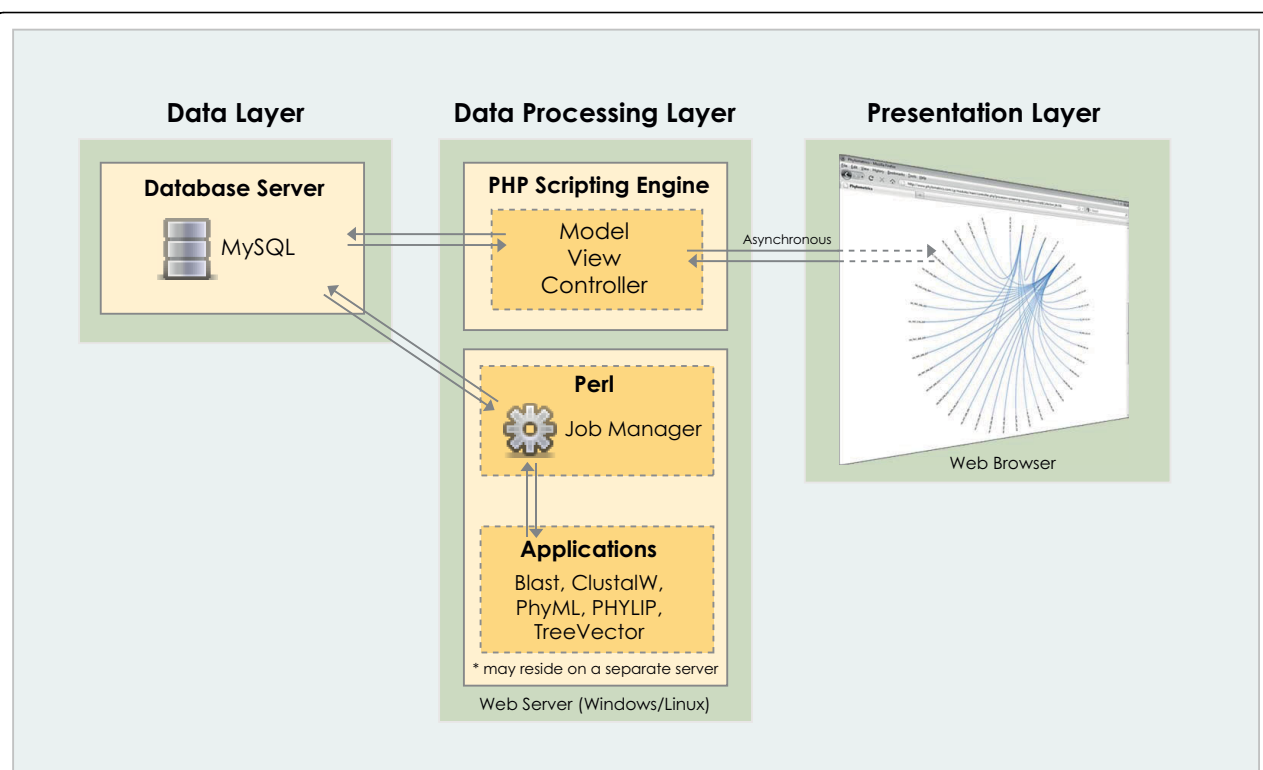 Data Layer
Data Processing Layer
Presentation Layer
Database Server
MySQL
PHP Scripting Engine
Model
View
Controller
Asynchronous
Perl
Job Manager
Applications
Blast, ClustalW,
PhyML, PHYLIP,
TreeVector
* may reside on a separate server
Web Server (Windows/Linux)
Web Browser